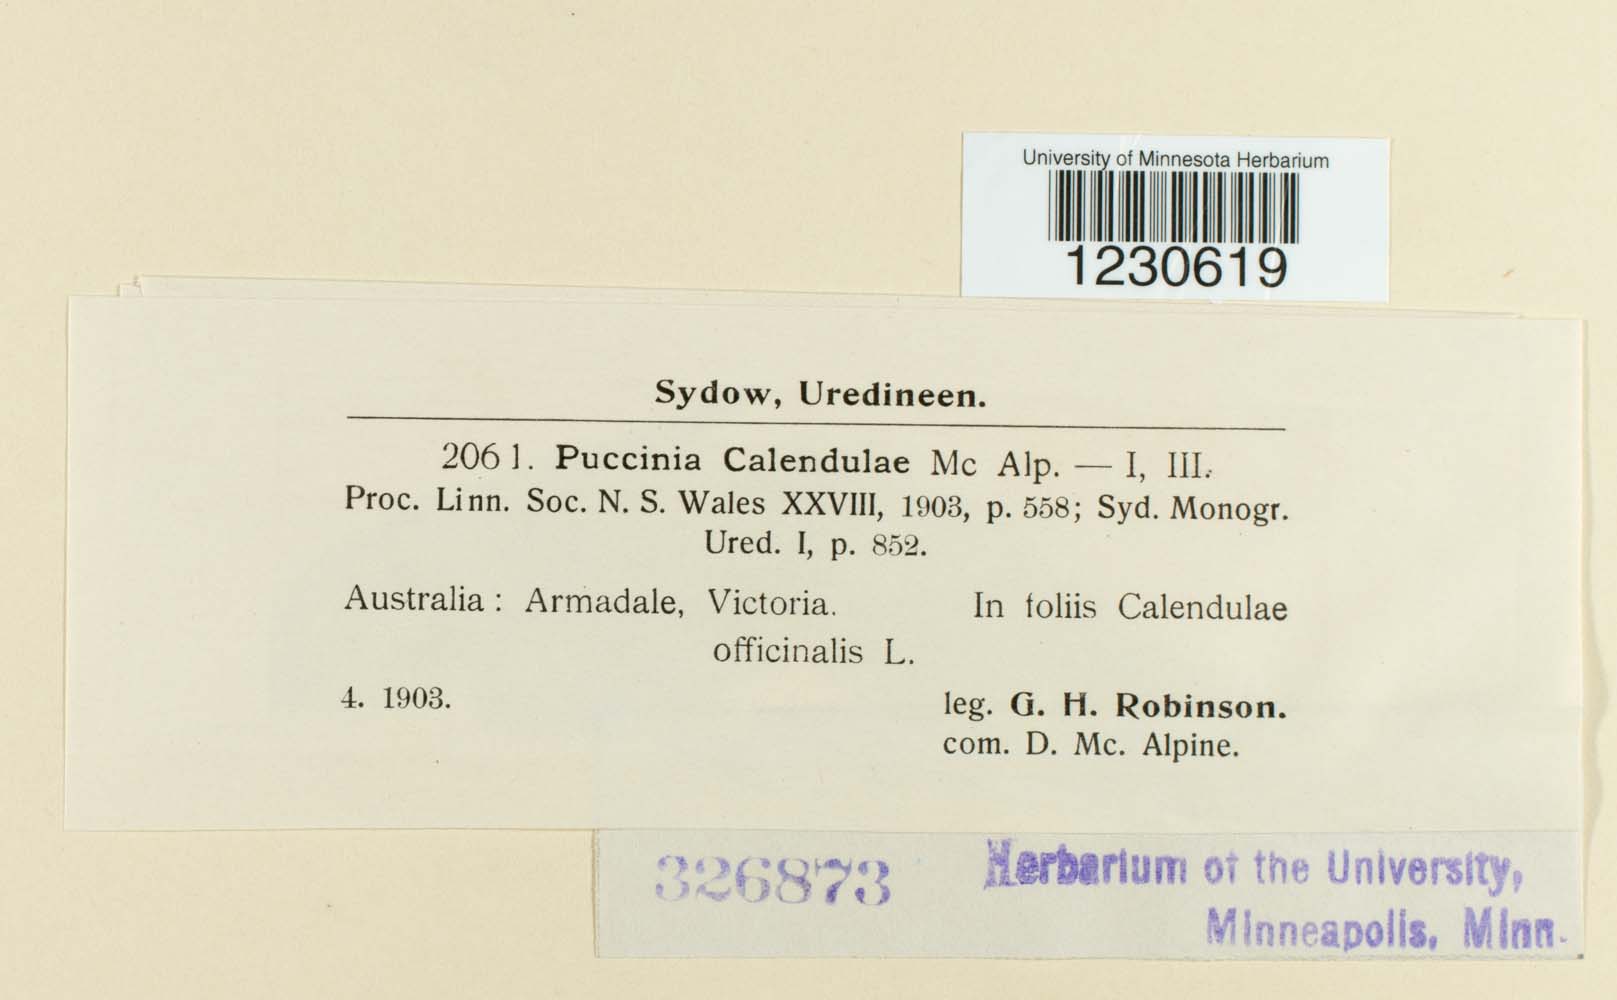 University of Minnesota Herbarium
1230619
Sydow, Uredineen.
2061. Puccinia Calendulae Mc Alp. — I, III.
Proc. Linn. Soc. N. S. Wales XXVIII, 1903, p. 558; Syd. Monogr.
Ured. I, p. 852.
Australia: Armadale, Victoria. In foliis Calendulae
officinalis L.
4. 1903. leg. G. H. Robinson.
com. D. Mc. Alpine.
326873 Herbarium of the University,
Minneapolis, Minn.